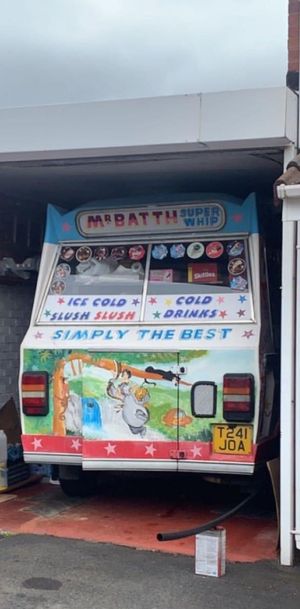 MR BATTH SUPER WHIP
Skittles
ICE COLD
SLUSH SLUSH
COLD
DRINKS
SIMPLY THE BEST
T241
JOA